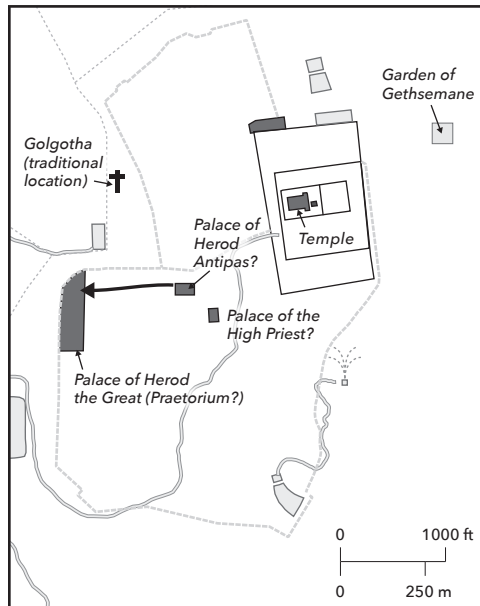 Garden of
Gethsemane
Golgotha
(traditional
location)
Palace of
Herod
Antipas?
Temple
Palace of the
High Priest?
Palace of Herod
the Great (Praetorium?)
0 1000 ft
0 250 m